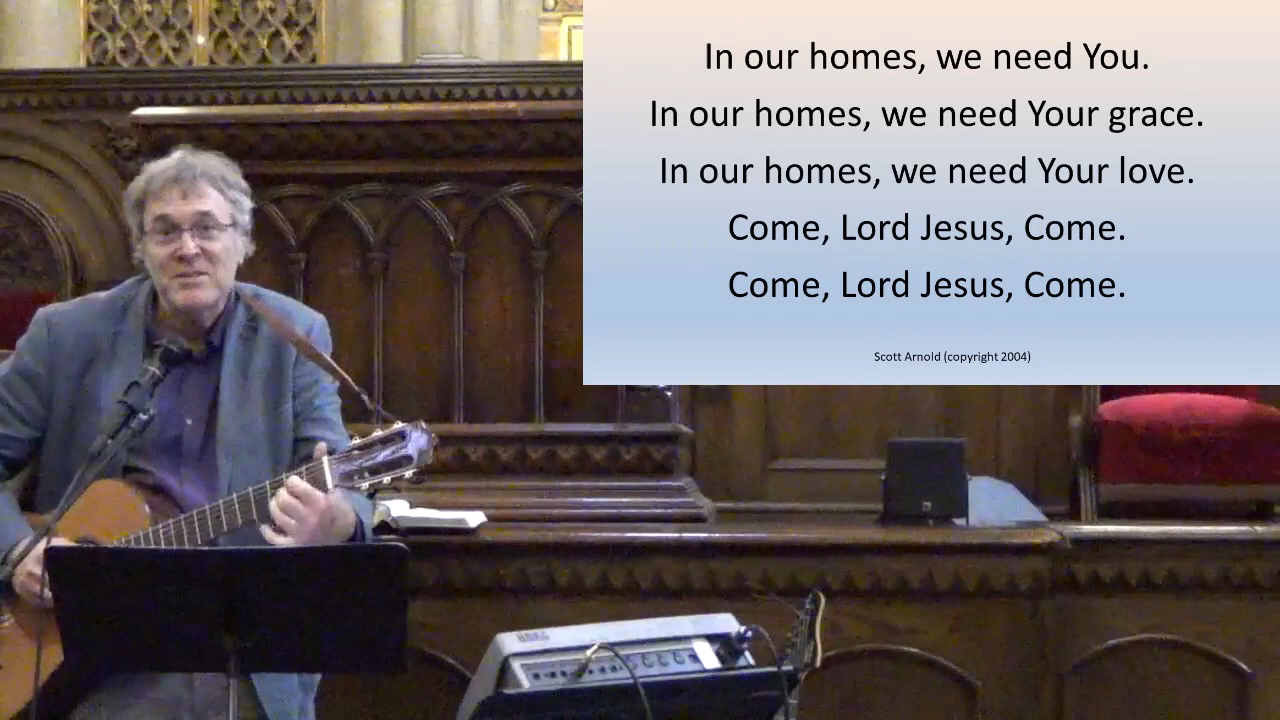 In our homes, we need You.
In our homes, we need Your grace.
In our homes, we need Your love.
Come, Lord Jesus, Come.
Come, Lord Jesus, Come.
Scott Arnold (copyright 2004)
KORG